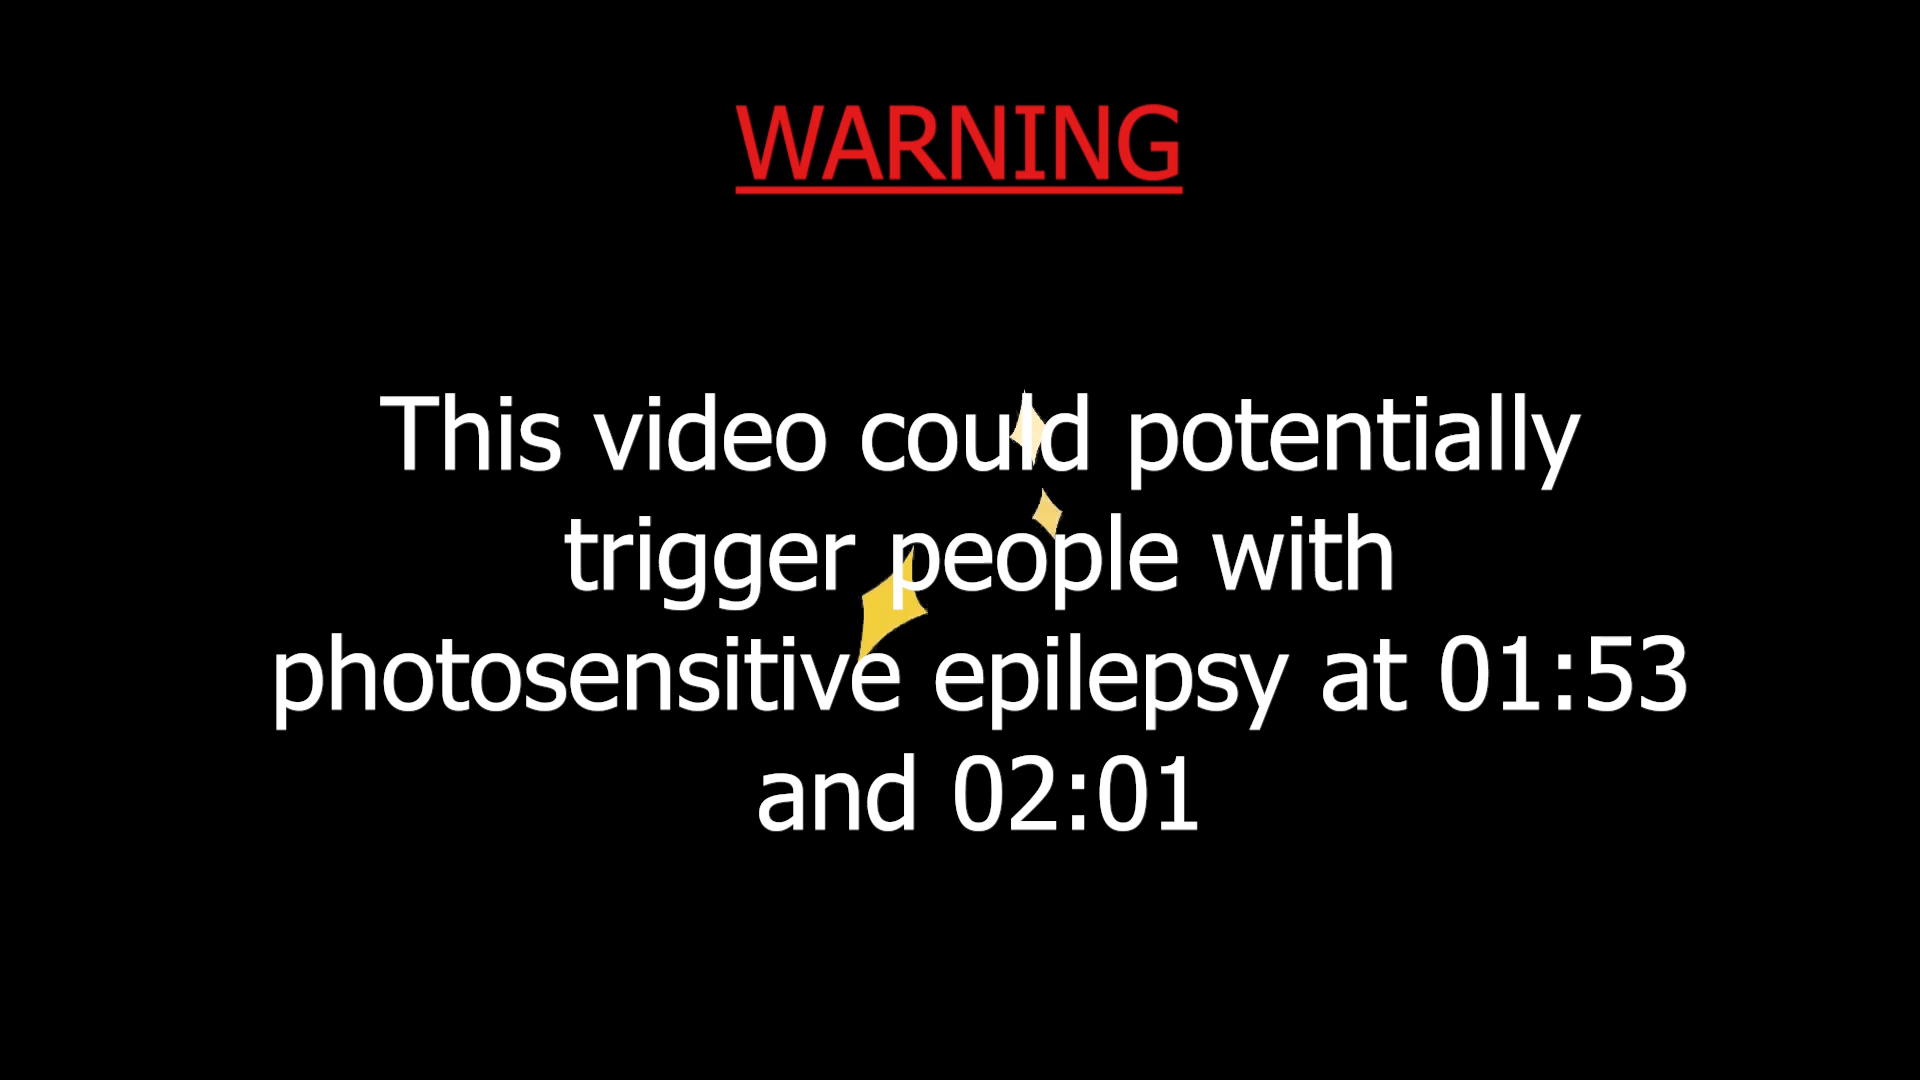 WARNING
This video could potentially
trigger people with
photosensitive epilepsy at 01:53
and 02:01